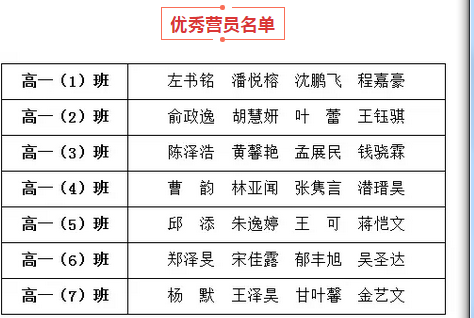 优秀营员名单
高一（1）班 左书铭 潘悦榕 沈鹏飞 程嘉豪
高一（2）班 俞政逸 胡慧妍 叶 蕾 王钰骐
高一（3）班 陈泽浩 黄馨艳 孟展民 钱骁霖
高一（4）班 曹 韵 林亚闻 张隽言 潜瑨昊
高一（5）班 邱 添 朱逸婷 王 可 蒋恺文
高一（6）班 郑泽旻 宋佳露 郁丰旭 吴圣达
高一（7）班 杨 默 王泽昊 甘叶馨 金艺文